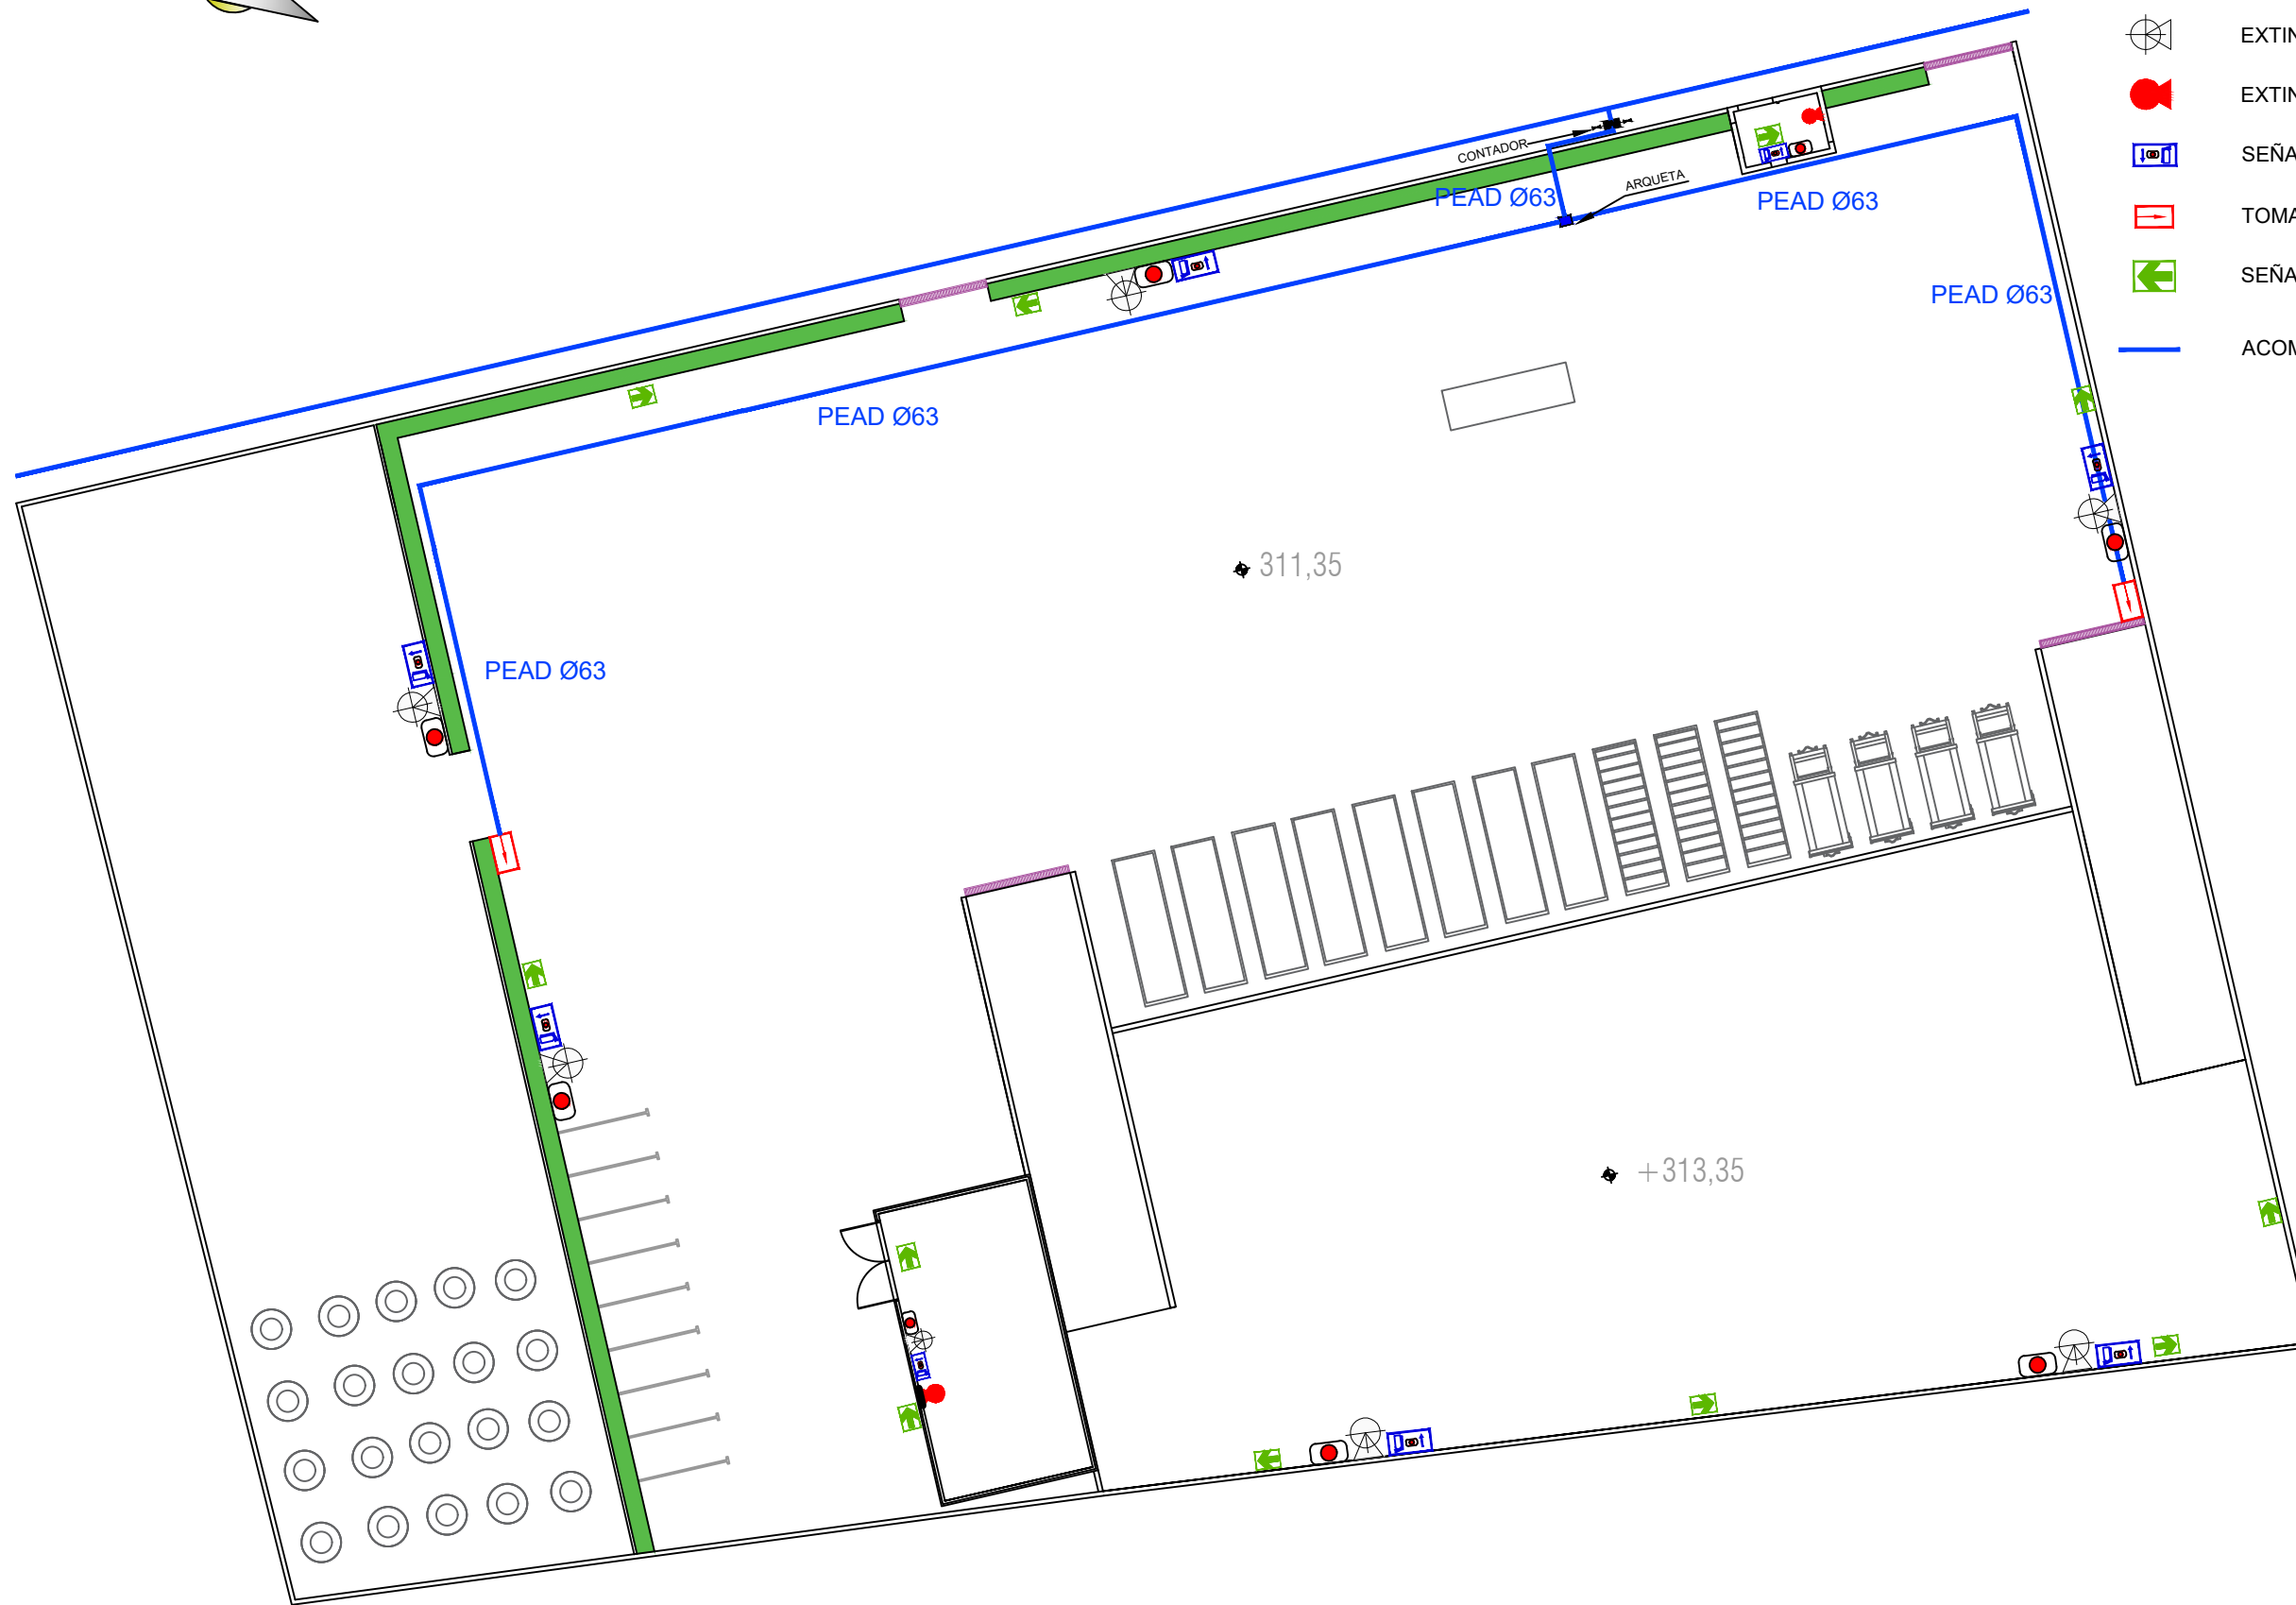 EXTIN
EXTIN
SEÑA
TOMA
SEÑA
ACOM
CONTADOR
ARQUETA
PEAD Ø63
PEAD Ø63
PEAD Ø63
PEAD Ø63
311,35
PEAD Ø63
+313,35